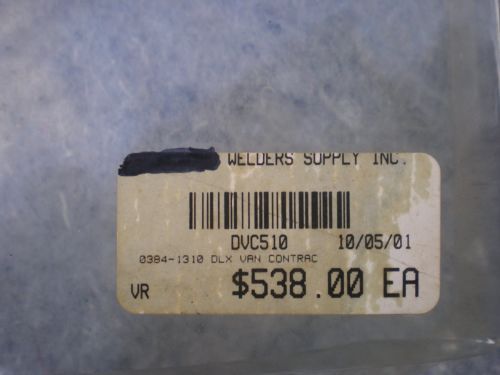 WELDERS SUPPLY INC.
DVC510 10/05/01
0384-1310 DLX VAN CONTRAC
VR $538.00 EA